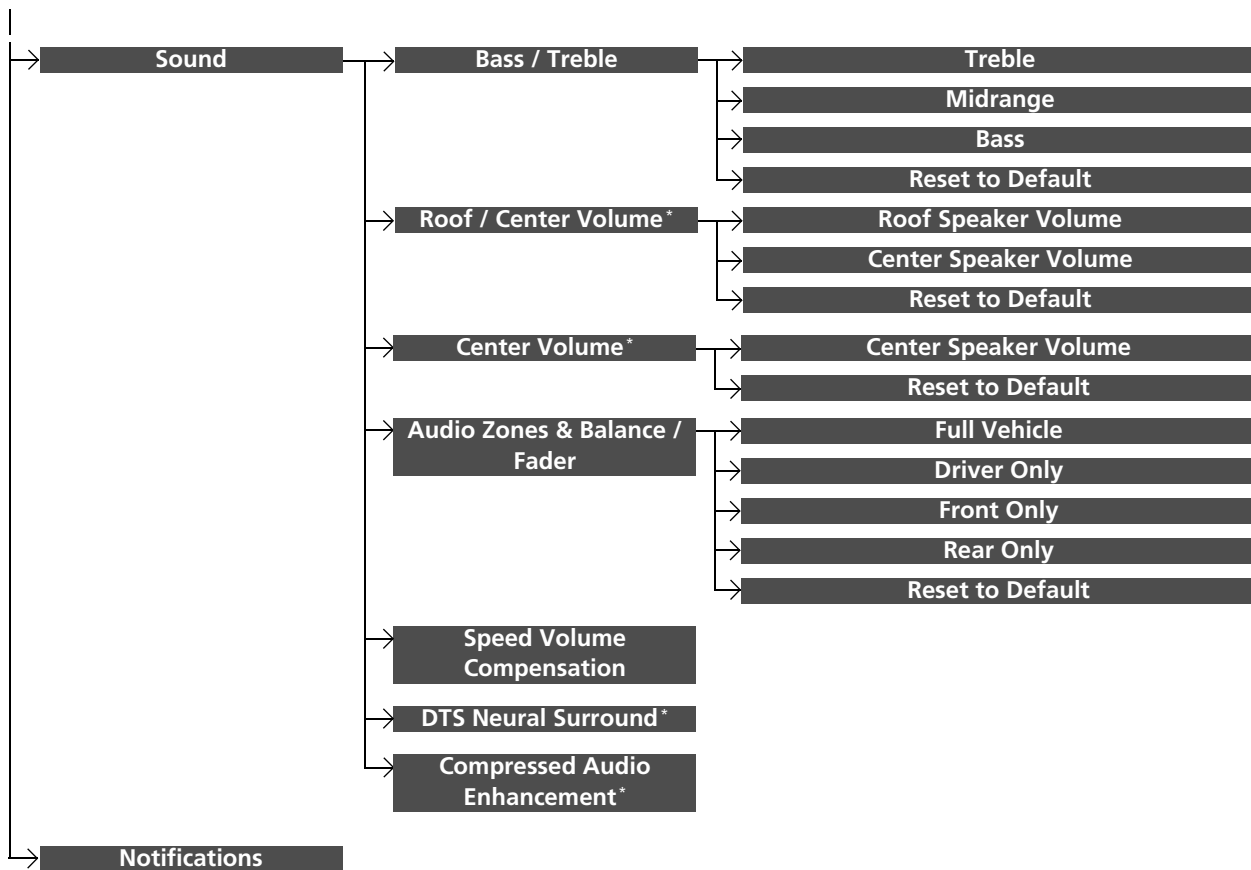 Sound
Bass / Treble
Treble
Midrange
Bass
Reset to Default
Roof / Center Volume*
Roof Speaker Volume
Center Speaker Volume
Reset to Default
Center Volume*
Center Speaker Volume
Reset to Default
Audio Zones & Balance /
Fader
Full Vehicle
Driver Only
Front Only
Rear Only
Reset to Default
Speed Volume
Compensation
DTS Neural Surround*
Compressed Audio
Enhancement*
Notifications